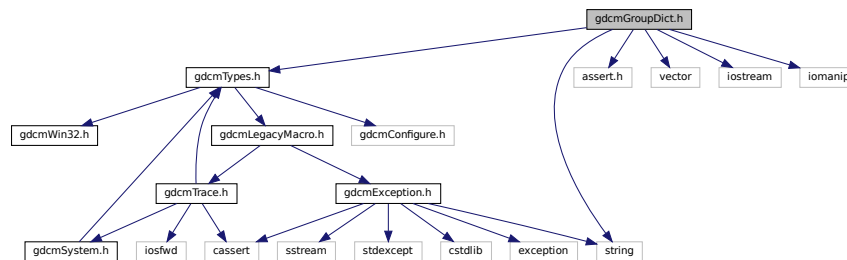 gdcmGroupDict.h
gdcmTypes.h
assert.h
vector
iostream
iomanip
gdcmWin32.h
gdcmLegacyMacro.h
gdcmConfigure.h
gdcmTrace.h
gdcmException.h
gdcmSystem.h
iosfwd
cassert
sstream
stdexcept
cstdlib
exception
string